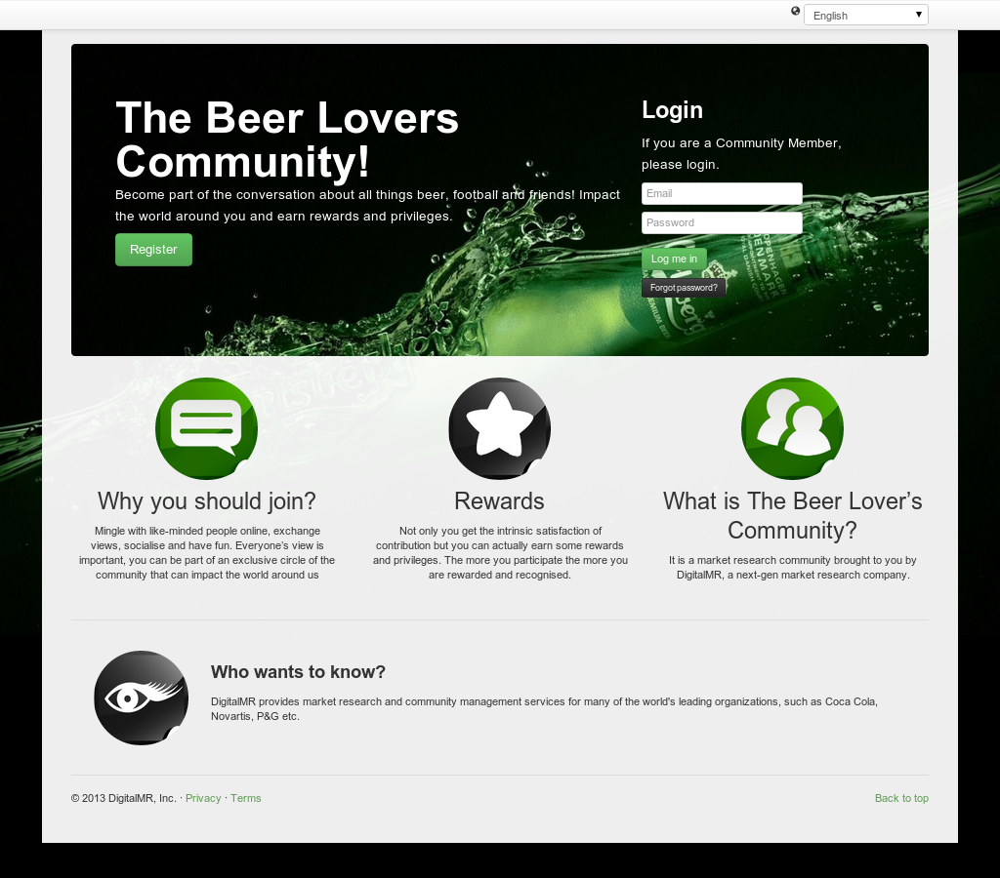 English
The Beer Lovers
Community!
Become part of the conversation about all things beer, football and friends! Impact
the world around you and earn rewards and privileges.
Register
Login
If you are a Community Member,
please login.
Email
Password
Log me in
Forgot password?
COPENHAGEN
DENMARK
Why you should join?
Mingle with like-minded people online, exchange
views, socialise and have fun. Everyone's view is
important, you can be part of an exclusive circle of the
community that can impact the world around us
Rewards
Not only you get the intrinsic satisfaction of
contribution but you can actually earn some rewards
and privileges. The more you participate the more you
are rewarded and recognised.
What is The Beer Lover’s
Community?
It is a market research community brought to you by
DigitalMR, a next-gen market research company.
Who wants to know?
DigitalMR provides market research and community management services for many of the world's leading organizations, such as Coca Cola,
Novartis, P&G etc.
© 2013 DigitalMR, Inc. · Privacy · Terms
Back to top